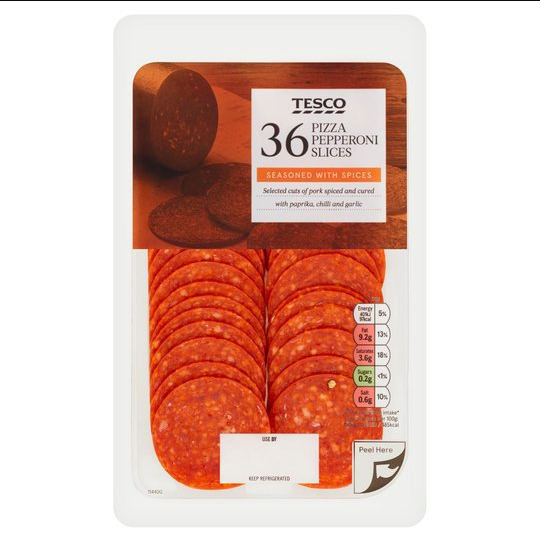 TESCO
36 PIZZA
PEPPERONI
SLICES
SEASONED WITH SPICES
Selected cuts of pork spiced and cured
with paprika, chilli and garlic
Energy
5%
Fat
9.2g
13%
Saturates
3.6g
18%
Sugars
0.2g
<1%
Salt
0.6g
10%
Peel Here
USE BY
KEEP REFRIGERATED